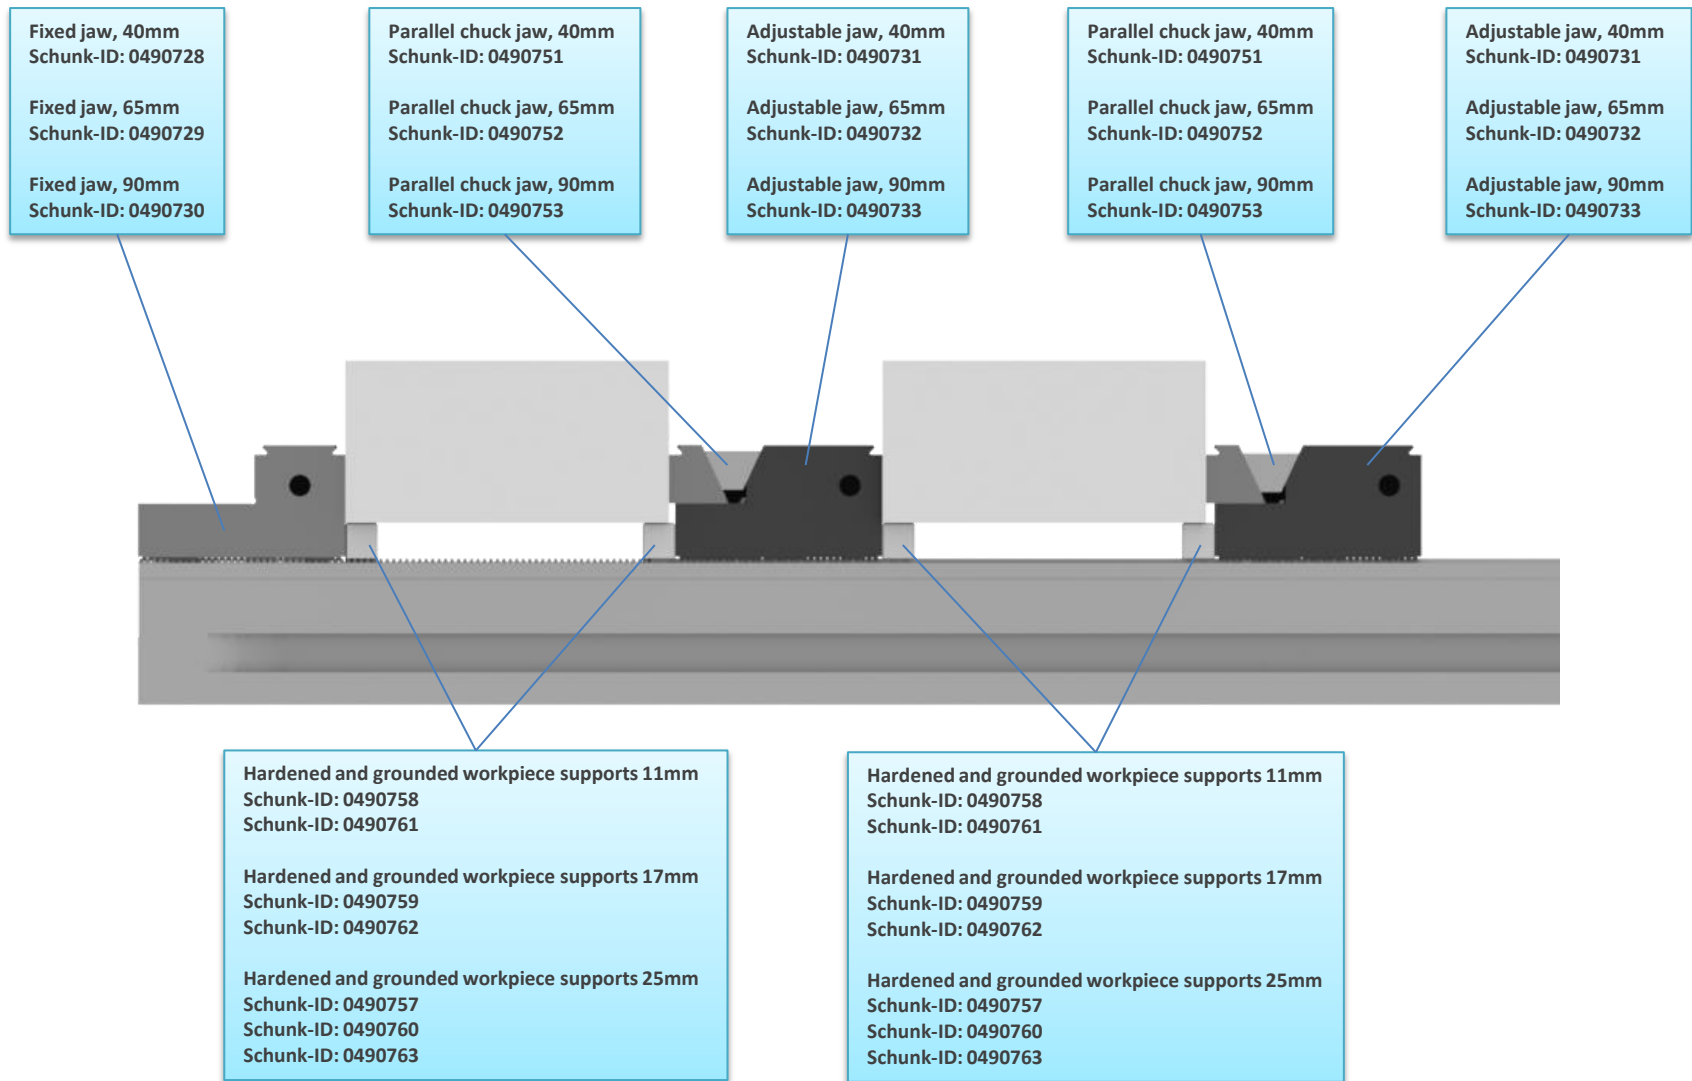 Fixed jaw, 40mm
Schunk-ID: 0490728
Fixed jaw, 65mm
Schunk-ID: 0490729
Fixed jaw, 90mm
Schunk-ID: 0490730
Parallel chuck jaw, 40mm
Schunk-ID: 0490751
Parallel chuck jaw, 65mm
Schunk-ID: 0490752
Parallel chuck jaw, 90mm
Schunk-ID: 0490753
Adjustable jaw, 40mm
Schunk-ID: 0490731
Adjustable jaw, 65mm
Schunk-ID: 0490732
Adjustable jaw, 90mm
Schunk-ID: 0490733
Parallel chuck jaw, 40mm
Schunk-ID: 0490751
Parallel chuck jaw, 65mm
Schunk-ID: 0490752
Parallel chuck jaw, 90mm
Schunk-ID: 0490753
Adjustable jaw, 40mm
Schunk-ID: 0490731
Adjustable jaw, 65mm
Schunk-ID: 0490732
Adjustable jaw, 90mm
Schunk-ID: 0490733
Hardened and grounded workpiece supports 11mm
Schunk-ID: 0490758
Schunk-ID: 0490761
Hardened and grounded workpiece supports 17mm
Schunk-ID: 0490759
Schunk-ID: 0490762
Hardened and grounded workpiece supports 25mm
Schunk-ID: 0490757
Schunk-ID: 0490760
Schunk-ID: 0490763
Hardened and grounded workpiece supports 11mm
Schunk-ID: 0490758
Schunk-ID: 0490761
Hardened and grounded workpiece supports 17mm
Schunk-ID: 0490759
Schunk-ID: 0490762
Hardened and grounded workpiece supports 25mm
Schunk-ID: 0490757
Schunk-ID: 0490760
Schunk-ID: 0490763